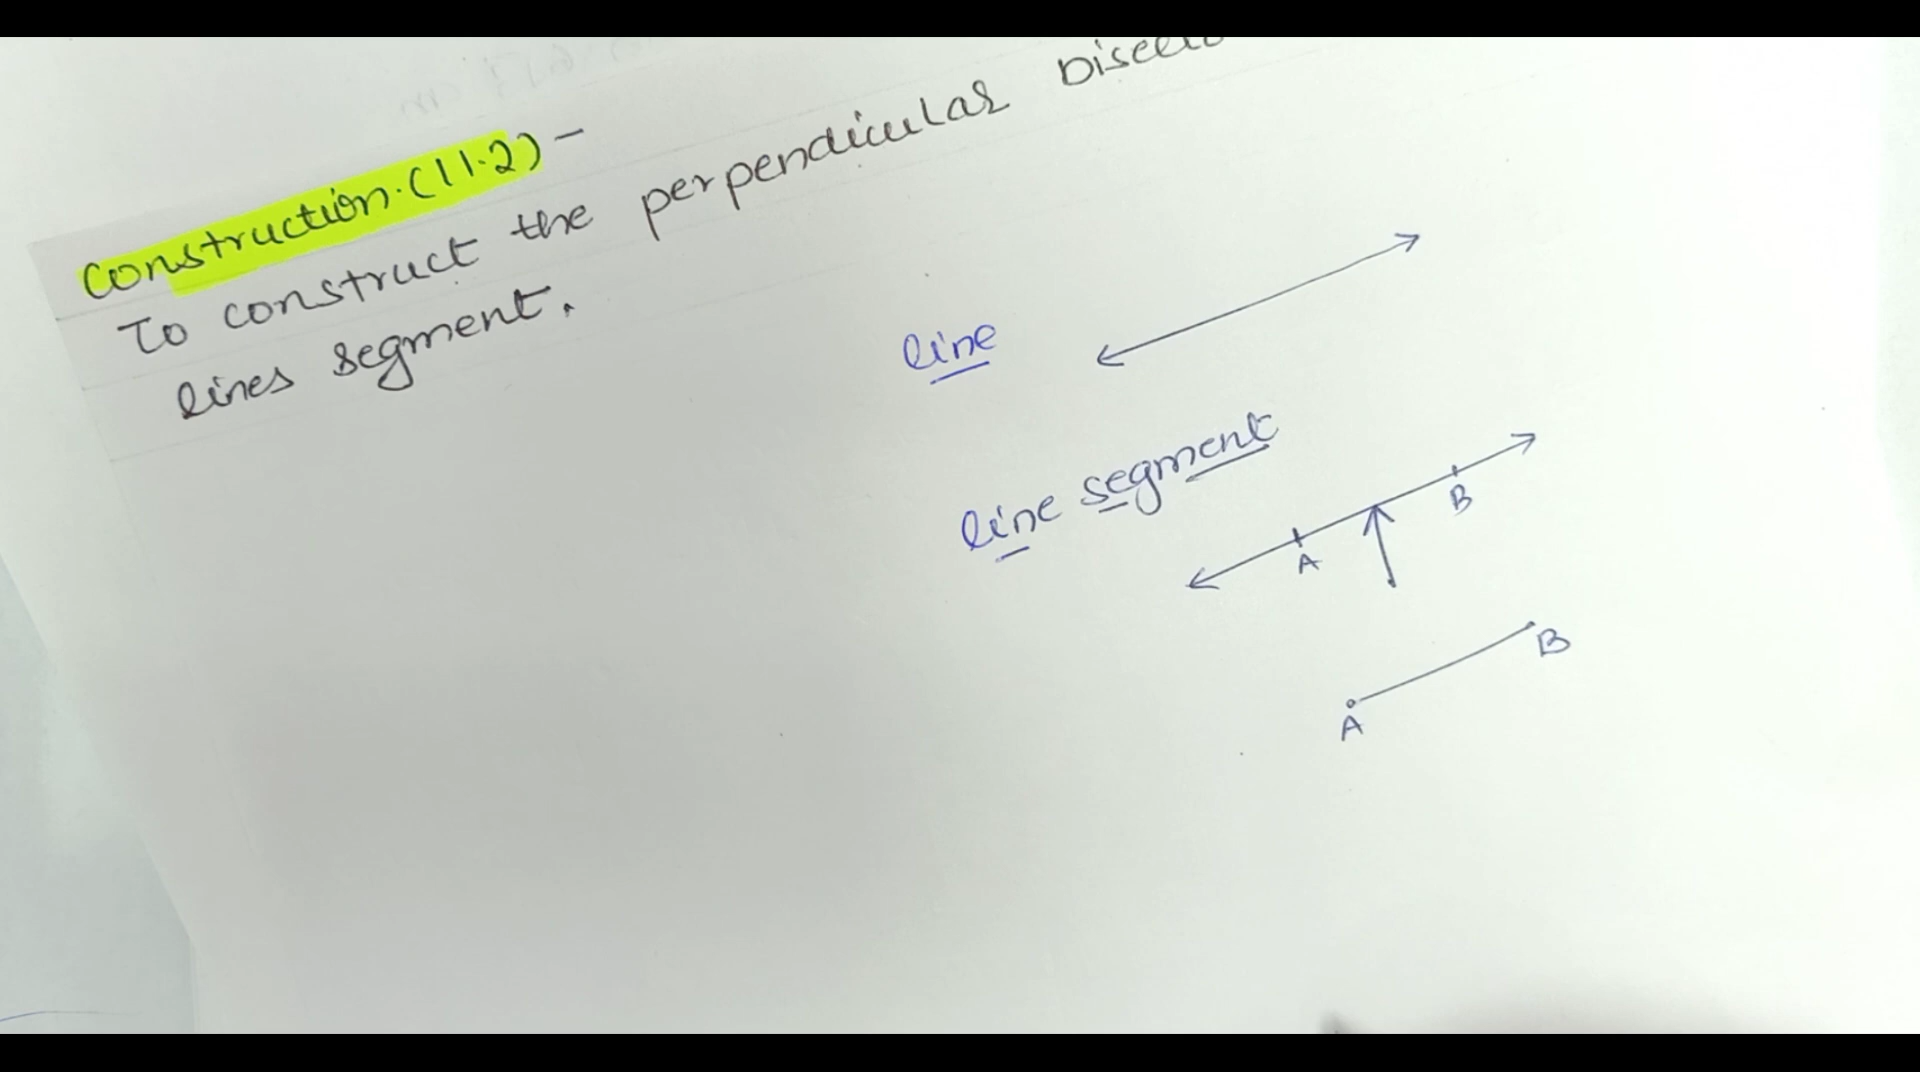 Construction.(11.2) -
To construct the perpendicular
lines segment.
line
line segment
A
B
A
B